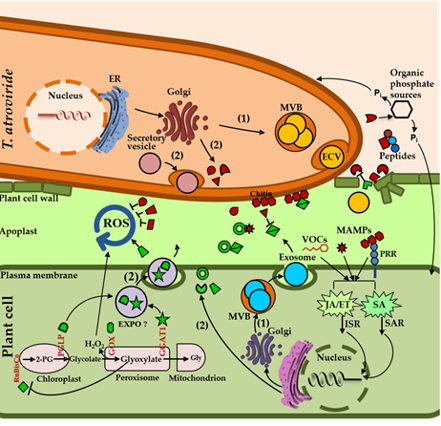 T. atroviride
Nucleus
ER
Golgi
(1)
MVB
Organic
phosphate
sources
Pi
Secretory
vesicle
(2)
(2)
ECV
Peptides
Pi
Plant cell wall
Chitin
Apoplast
ROS
VOCs
MAMPs
PRR
Exosome
Plasma membrane
(2)
EXPO ?
MVB
(1)
(2)
Golgi
JA/ET
SA
ISR
SAR
Nucleus
Plant cell
RuBisCo
2-PG
PGLP
Glycolate
H2O2
GOX
Glyoxylate
GGAT1
Gly
Chloroplast
Peroxisome
Mitochondrion